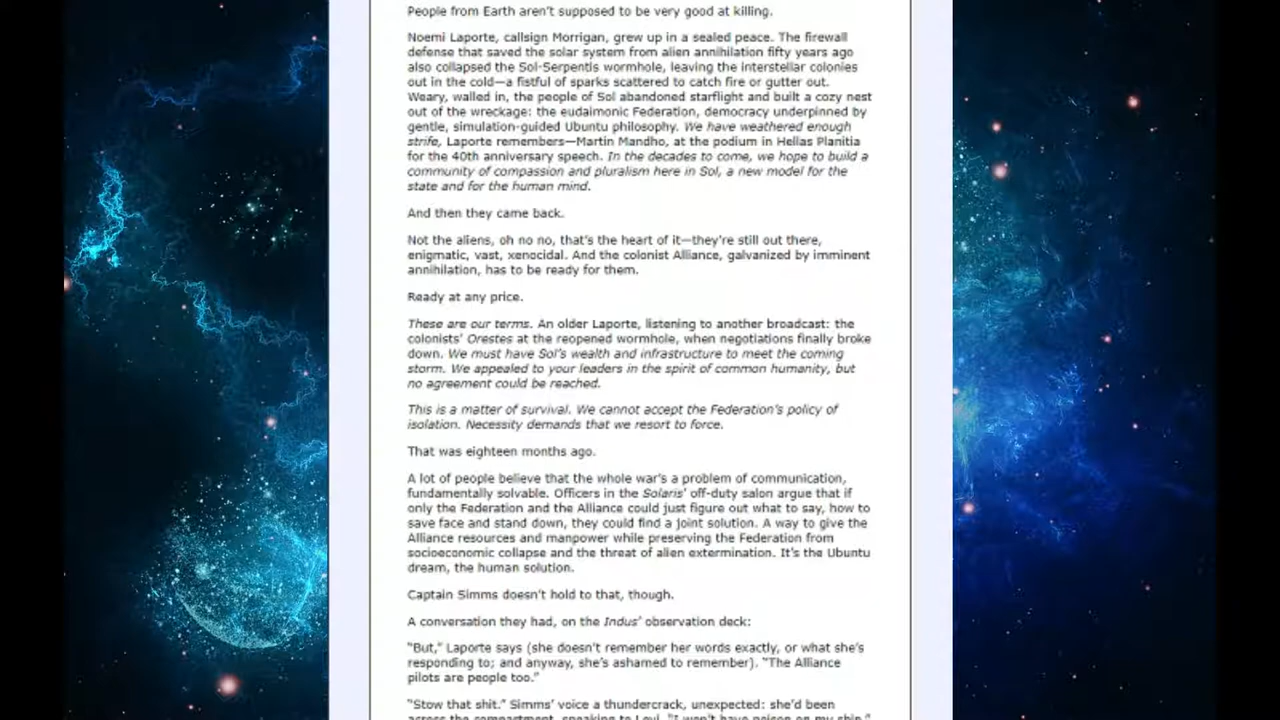 People from Earth aren't supposed to be very good at killing.
Noemi Laporte, callsign Morrigan, grew up in a sealed peace. The firewall
defense that saved the solar system from alien annihilation fifty years ago
also collapsed the Sol-Serpentis wormhole, leaving the interstellar colonies
out in the cold—a fistful of sparks scattered to catch fire or gutter out.
Weary, walled in, the people of Sol abandoned starflight and built a cozy nest
out of the wreckage: the eudaimonic Federation, democracy underpinned by
gentle, simulation-guided Ubuntu philosophy. We have weathered enough
strife, Laporte remembers—Martin Mandho, at the podium in Hellas Planitia
for the 40th anniversary speech. In the decades to come, we hope to build a
community of compassion and pluralism here in Sol, a new model for the
state and for the human mind.
And then they came back.
Not the aliens, oh no no, that's the heart of it—they're still out there,
enigmatic, vast, xenocidal. And the colonist Alliance, galvanized by imminent
annihilation, has to be ready for them.
Ready at any price.
These are our terms. An older Laporte, listening to another broadcast: the
colonists' Orestes at the reopened wormhole, when negotiations finally broke
down. We must have Sol's wealth and infrastructure to meet the coming
storm. We appealed to your leaders in the spirit of common humanity, but
no agreement could be reached.
This is a matter of survival. We cannot accept the Federation's policy of
isolation. Necessity demands that we resort to force.
That was eighteen months ago.
A lot of people believe that the whole war's a problem of communication,
fundamentally solvable. Officers in the Solaris' off-duty salon argue that if
only the Federation and the Alliance could just figure out what to say, how to
save face and stand down, they could find a joint solution. A way to give the
Alliance resources and manpower while preserving the Federation from
socioeconomic collapse and the threat of alien extermination. It's the Ubuntu
dream, the human solution.
Captain Simms doesn't hold to that, though.
A conversation they had, on the Indus' observation deck:
"But," Laporte says (she doesn't remember her words exactly, or what she's
responding to; and anyway, she's ashamed to remember). "The Alliance
pilots are people too."
"Stow that shit." Simms' voice a thundercrack, unexpected: she'd been
across the compartment, speaking to Levi. "I won't have poison on my ship."